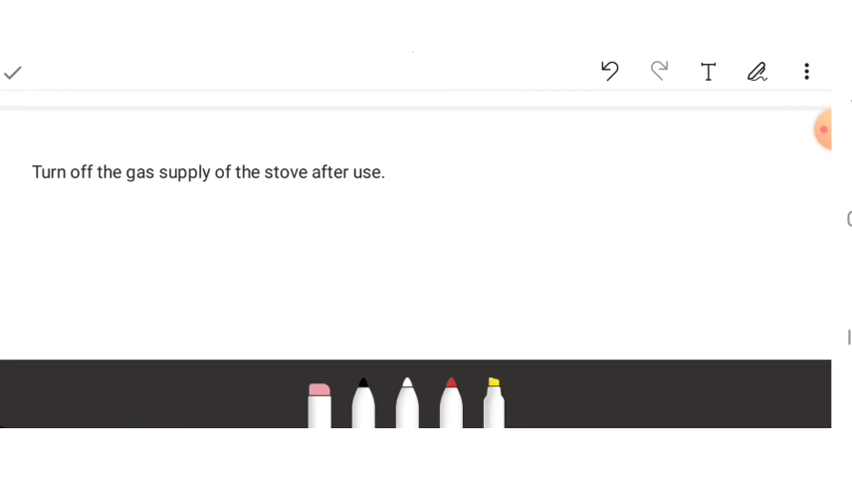 Turn off the gas supply of the stove after use.